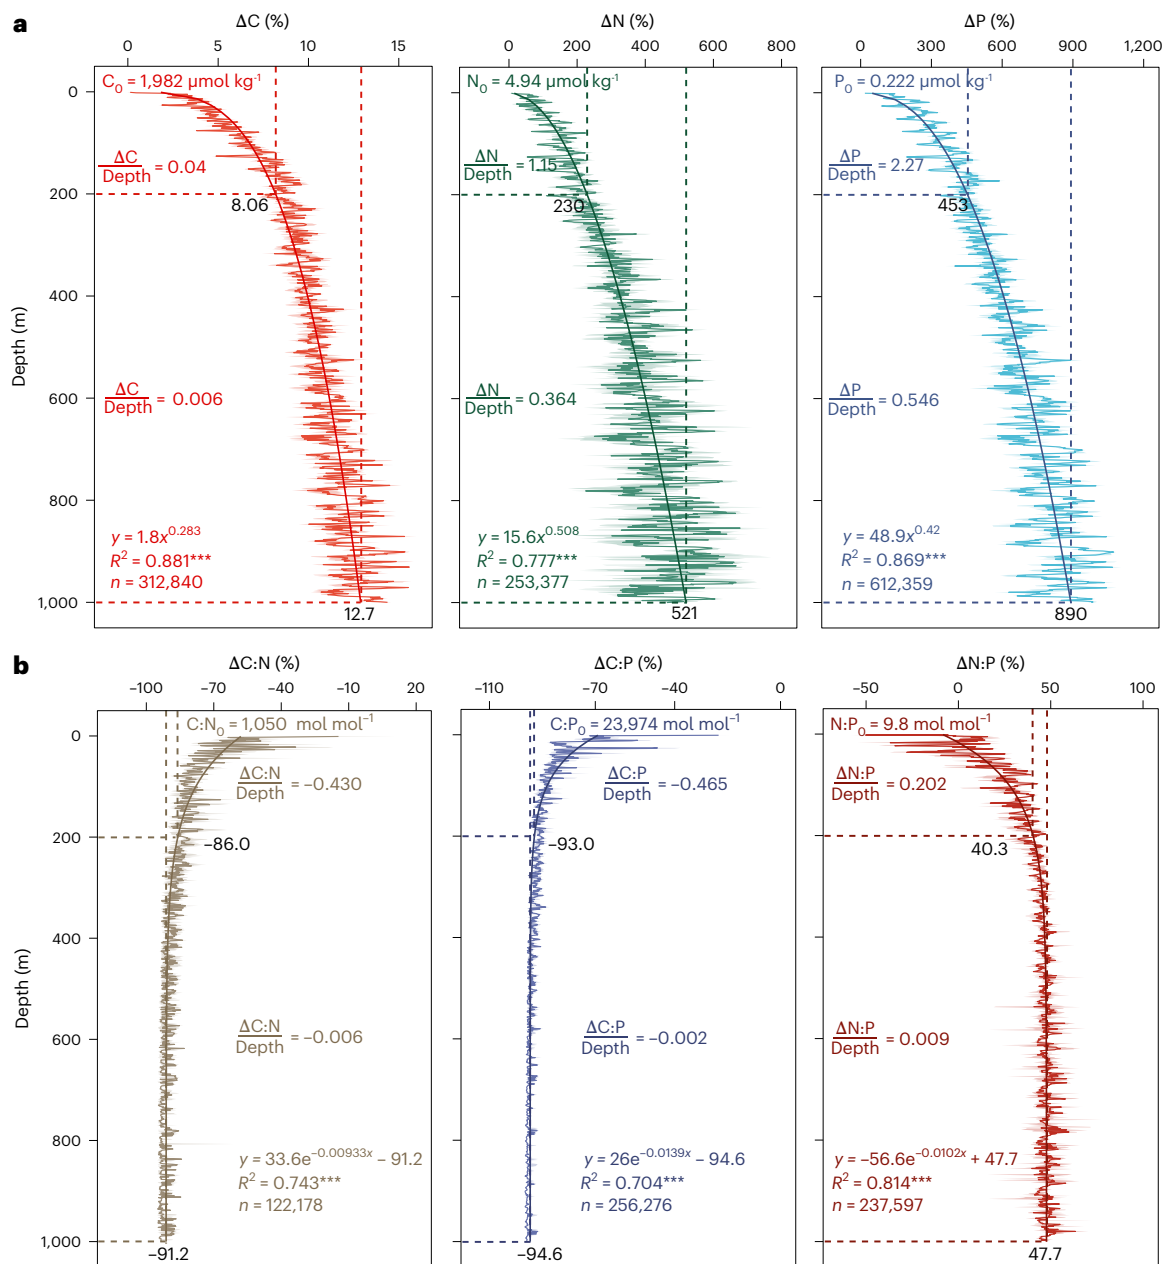 a
ΔC (%)
ΔN (%)
ΔP (%)
0 5 10 15
0 200 400 600 800
0 300 600 900 1,200
C0 = 1,982 µmol kg-1
N0 = 4.94 µmol kg-1
P0 = 0.222 µmol kg-1
0
ΔC
Depth = 0.04
ΔN
Depth = 1.15
ΔP
Depth = 2.27
200
8.06
230
453
400
Depth (m)
ΔC
Depth = 0.006
ΔN
Depth = 0.364
ΔP
Depth = 0.546
600
800
y = 1.8x0.283
R2 = 0.881***
n = 312,840
y = 15.6x0.508
R2 = 0.777***
n = 253,377
y = 48.9x0.42
R2 = 0.869***
n = 612,359
1,000
12.7
521
890
b
ΔC:N (%)
ΔC:P (%)
ΔN:P (%)
–100 –70 –40 –10 20
–110 –70 –40 0
–50 0 50 100
C:N0 = 1,050 mol mol–1
C:P0 = 23,974 mol mol–1
N:P0 = 9.8 mol mol–1
0
ΔC:N
Depth = –0.430
ΔC:P
Depth = –0.465
ΔN:P
Depth = 0.202
200
–86.0
–93.0
40.3
400
Depth (m)
ΔC:N
Depth = –0.006
ΔC:P
Depth = –0.002
ΔN:P
Depth = 0.009
600
800
y = 33.6e–0.00933x – 91.2
R2 = 0.743***
n = 122,178
y = 26e–0.0139x – 94.6
R2 = 0.704***
n = 256,276
y = –56.6e–0.0102x + 47.7
R2 = 0.814***
n = 237,597
1,000
–91.2
–94.6
47.7